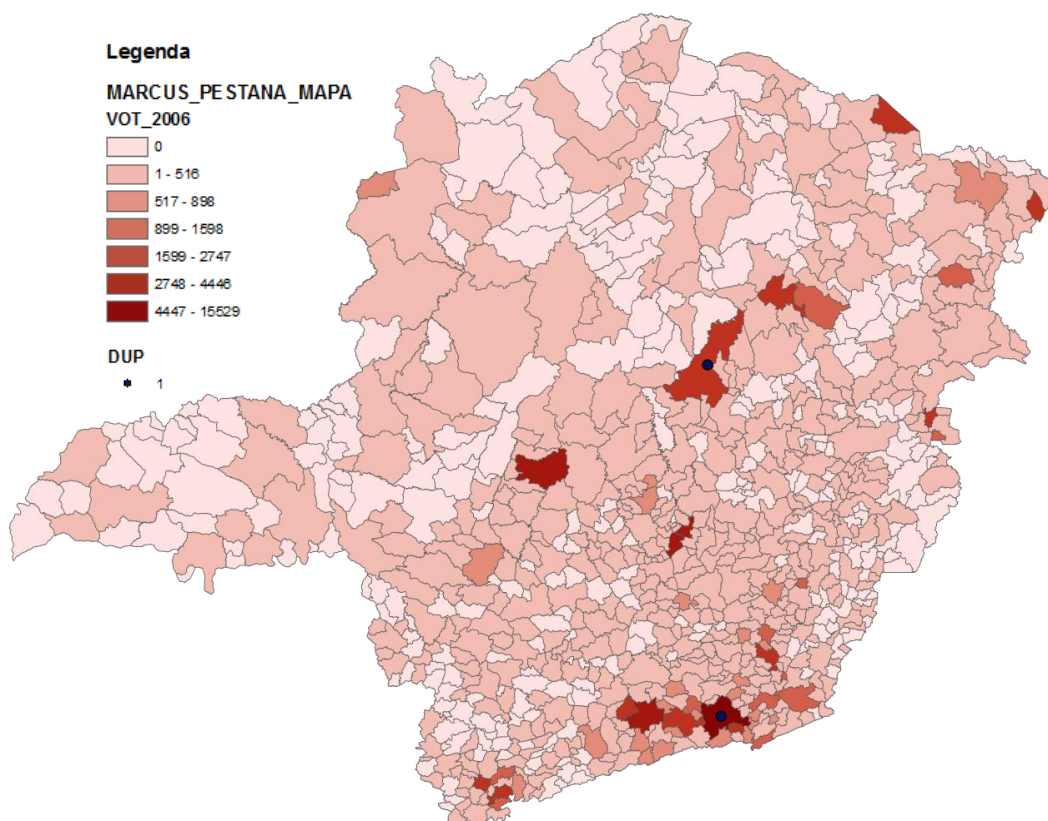 Legenda
MARCUS_PESTANA_MAPA
VOT_2006
0
1 - 516
517 - 898
899 - 1598
1599 - 2747
2748 - 4446
4447 - 15529
DUP
1